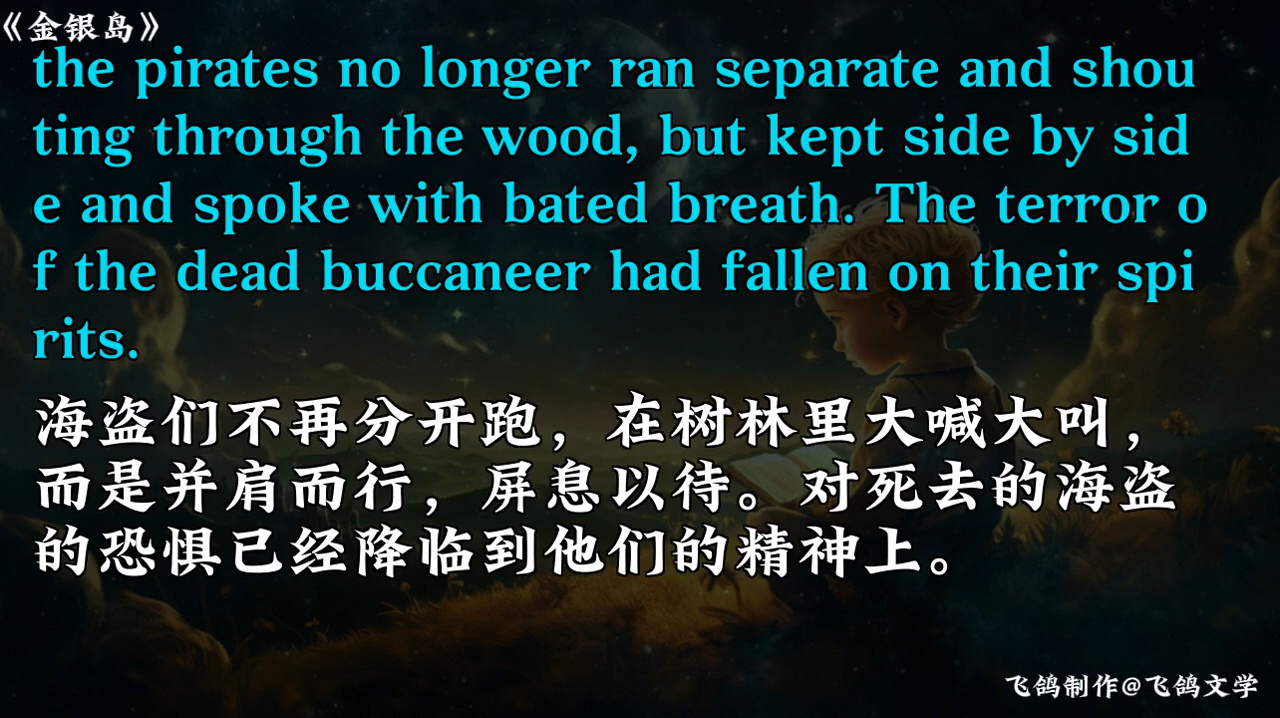 《金银岛》
the pirates no longer ran separate and shou
ting through the wood, but kept side by sid
e and spoke with bated breath. The terror o
f the dead buccaneer had fallen on their spi
rits.
海盗们不再分开跑，在树林里大喊大叫，
而是并肩而行，屏息以待。对死去的海盗
的恐惧已经降临到他们的精神上。
飞鸽制作@飞鸽文学